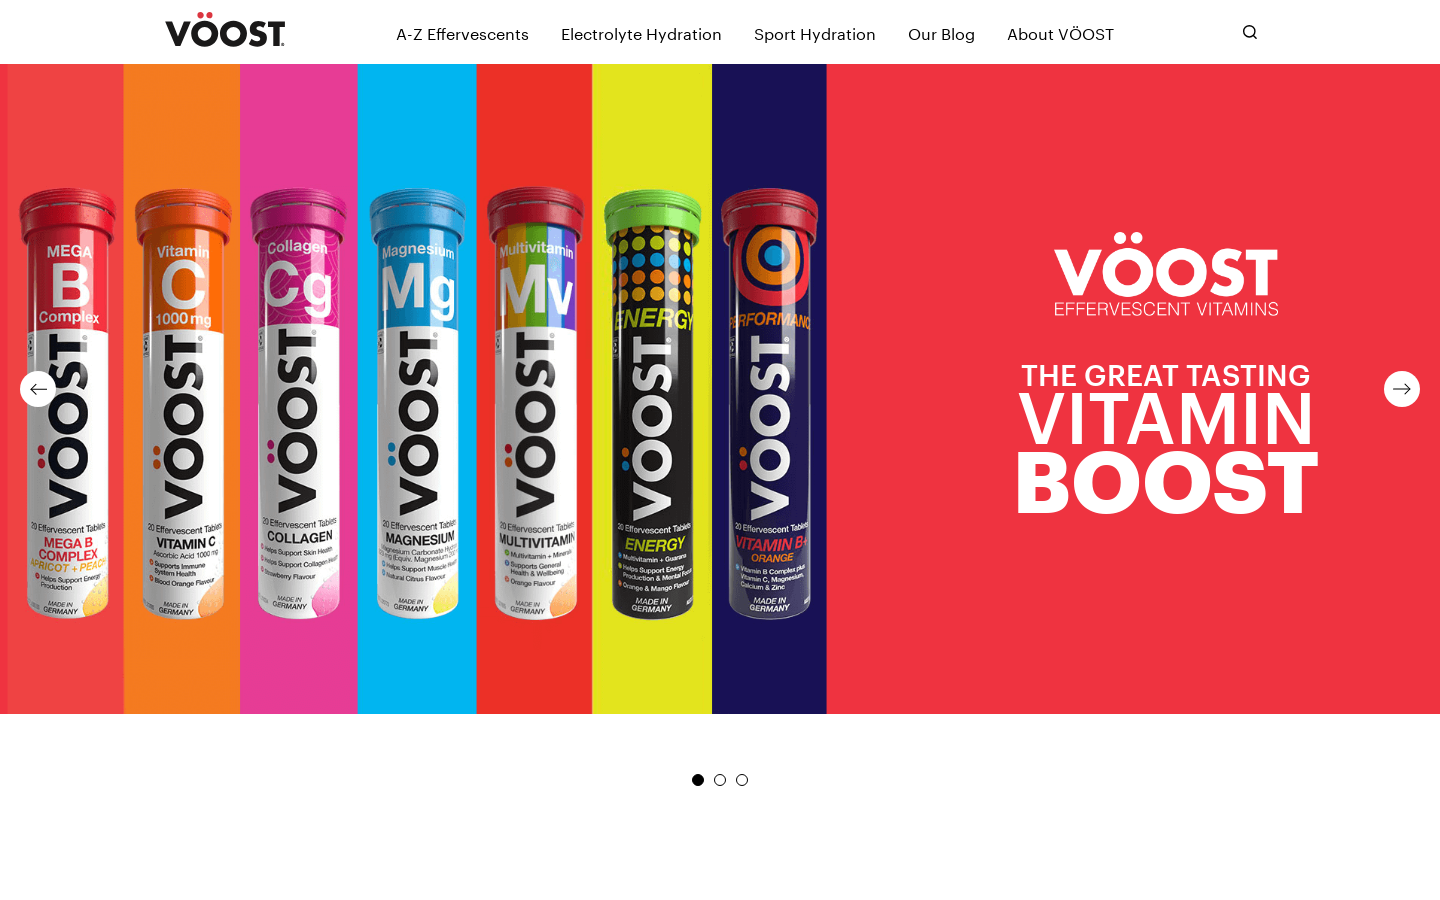 VÖOST
A-Z Effervescents
Electrolyte Hydration
Sport Hydration
Our Blog
About VÖOST
MEGA
B
Complex
VÖOST
20 Effervescent Tablets
MEGA B
COMPLEX
APRICOT + PEACH
Helps Support Energy
Production
MADE IN
GERMANY
Vitamin
C
1000 mg
VÖOST
20 Effervescent Tablets
VITAMIN C
Ascorbic Acid 1000 mg
Supports Immune
System Health
Blood Orange Flavour
MADE IN
GERMANY
Collagen
Cg
VÖOST
20 Effervescent Tablets
COLLAGEN
Helps Support Skin Health
Helps Support Collagen Health
Strawberry Flavour
MADE IN
GERMANY
Magnesium
Mg
VÖOST
20 Effervescent Tablets
MAGNESIUM
Helps Support Muscle Health
Natural Citrus Flavour
MADE IN
GERMANY
Multivitamin
Mv
VÖOST
20 Effervescent Tablets
MULTIVITAMIN
Multivitamin + Minerals
Supports General
Health & Wellbeing
Orange Flavour
MADE IN
GERMANY
ENERGY
VÖOST
20 Effervescent Tablets
ENERGY
Multivitamin + Guarana
Helps Support Energy
Production & Mental Focus
Orange & Mango Flavour
MADE IN
GERMANY
PERFORMANC
VÖOST
20 Effervescent Tablets
VITAMIN B+
ORANGE
Vitamin B Complex plus
Vitamin C, Magnesium,
Calcium & Zinc
MADE IN
GERMANY
VÖOST
EFFERVESCENT VITAMINS
THE GREAT TASTING
VITAMIN
BOOST